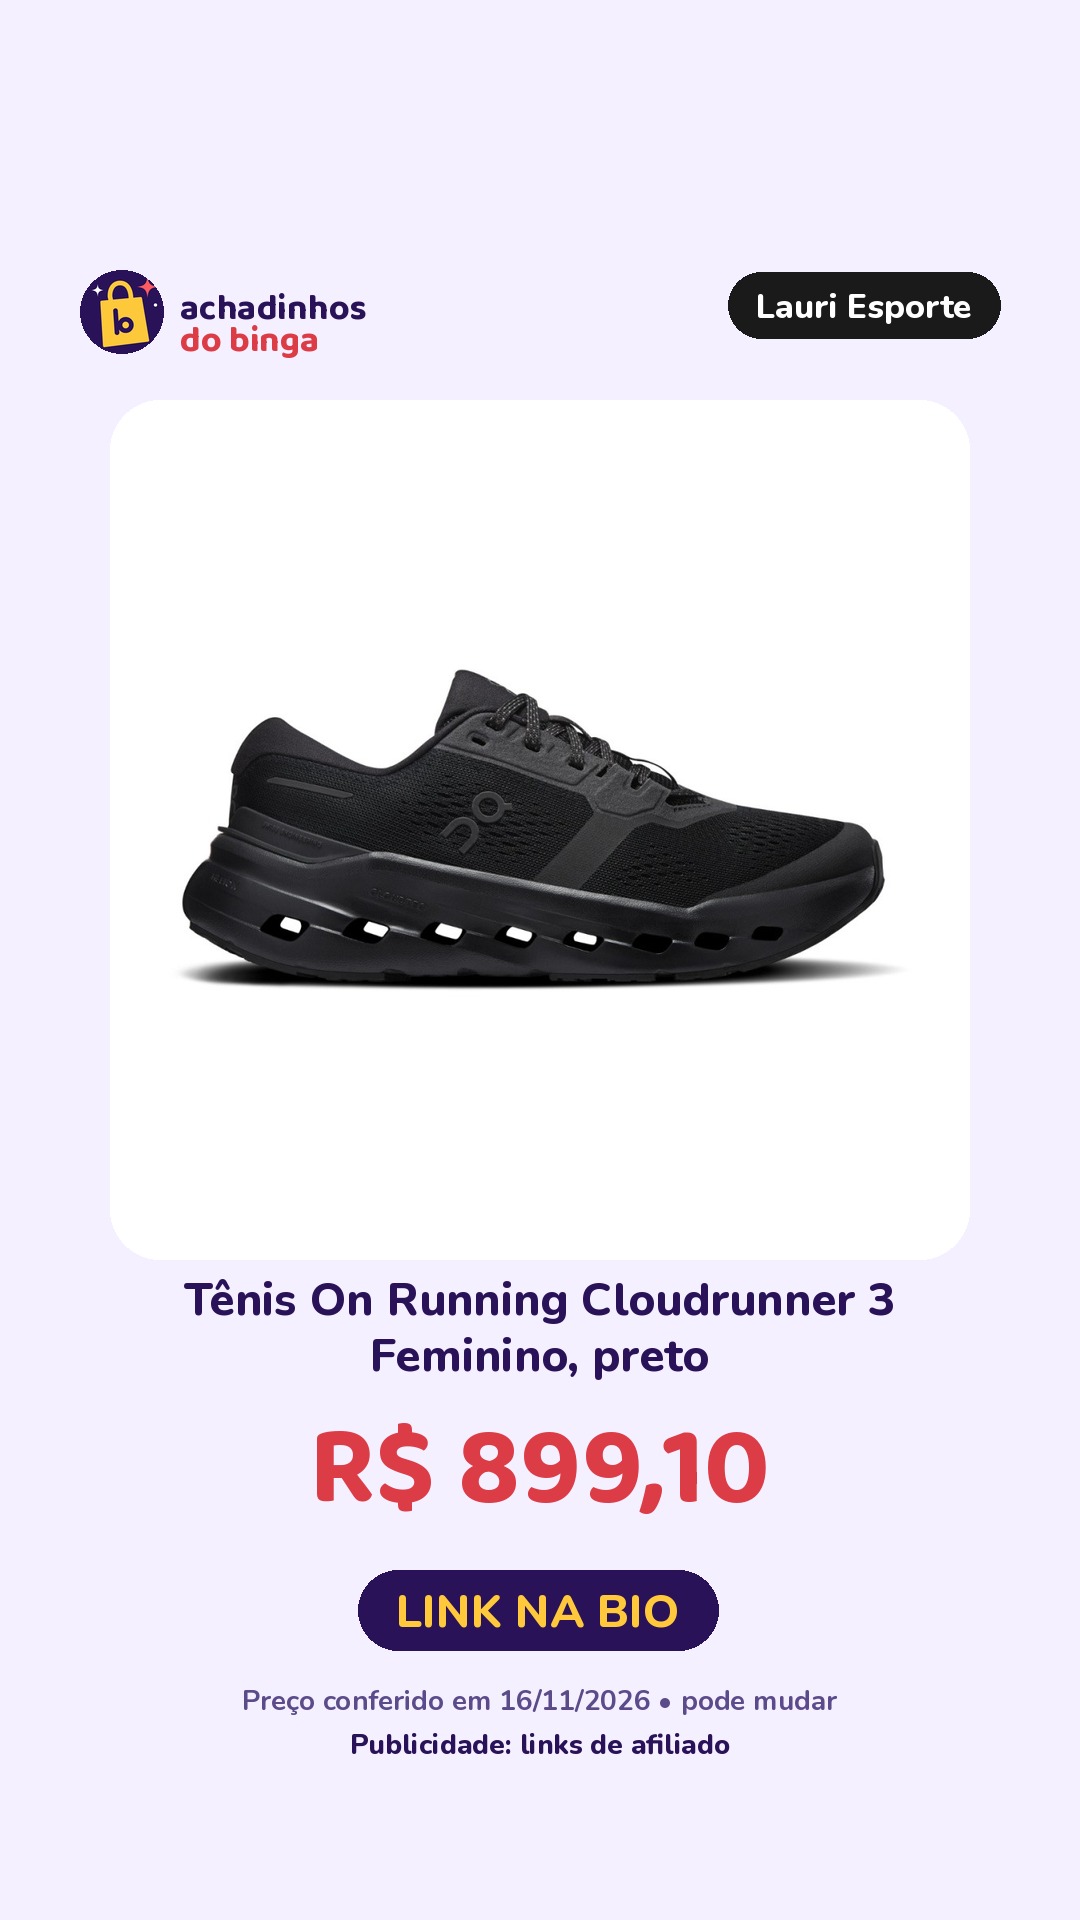 achadinhos
do binga
Lauri Esporte
Tênis On Running Cloudrunner 3
Feminino, preto
R$ 899,10
LINK NA BIO
Preço conferido em 16/11/2026 • pode mudar
Publicidade: links de afiliado